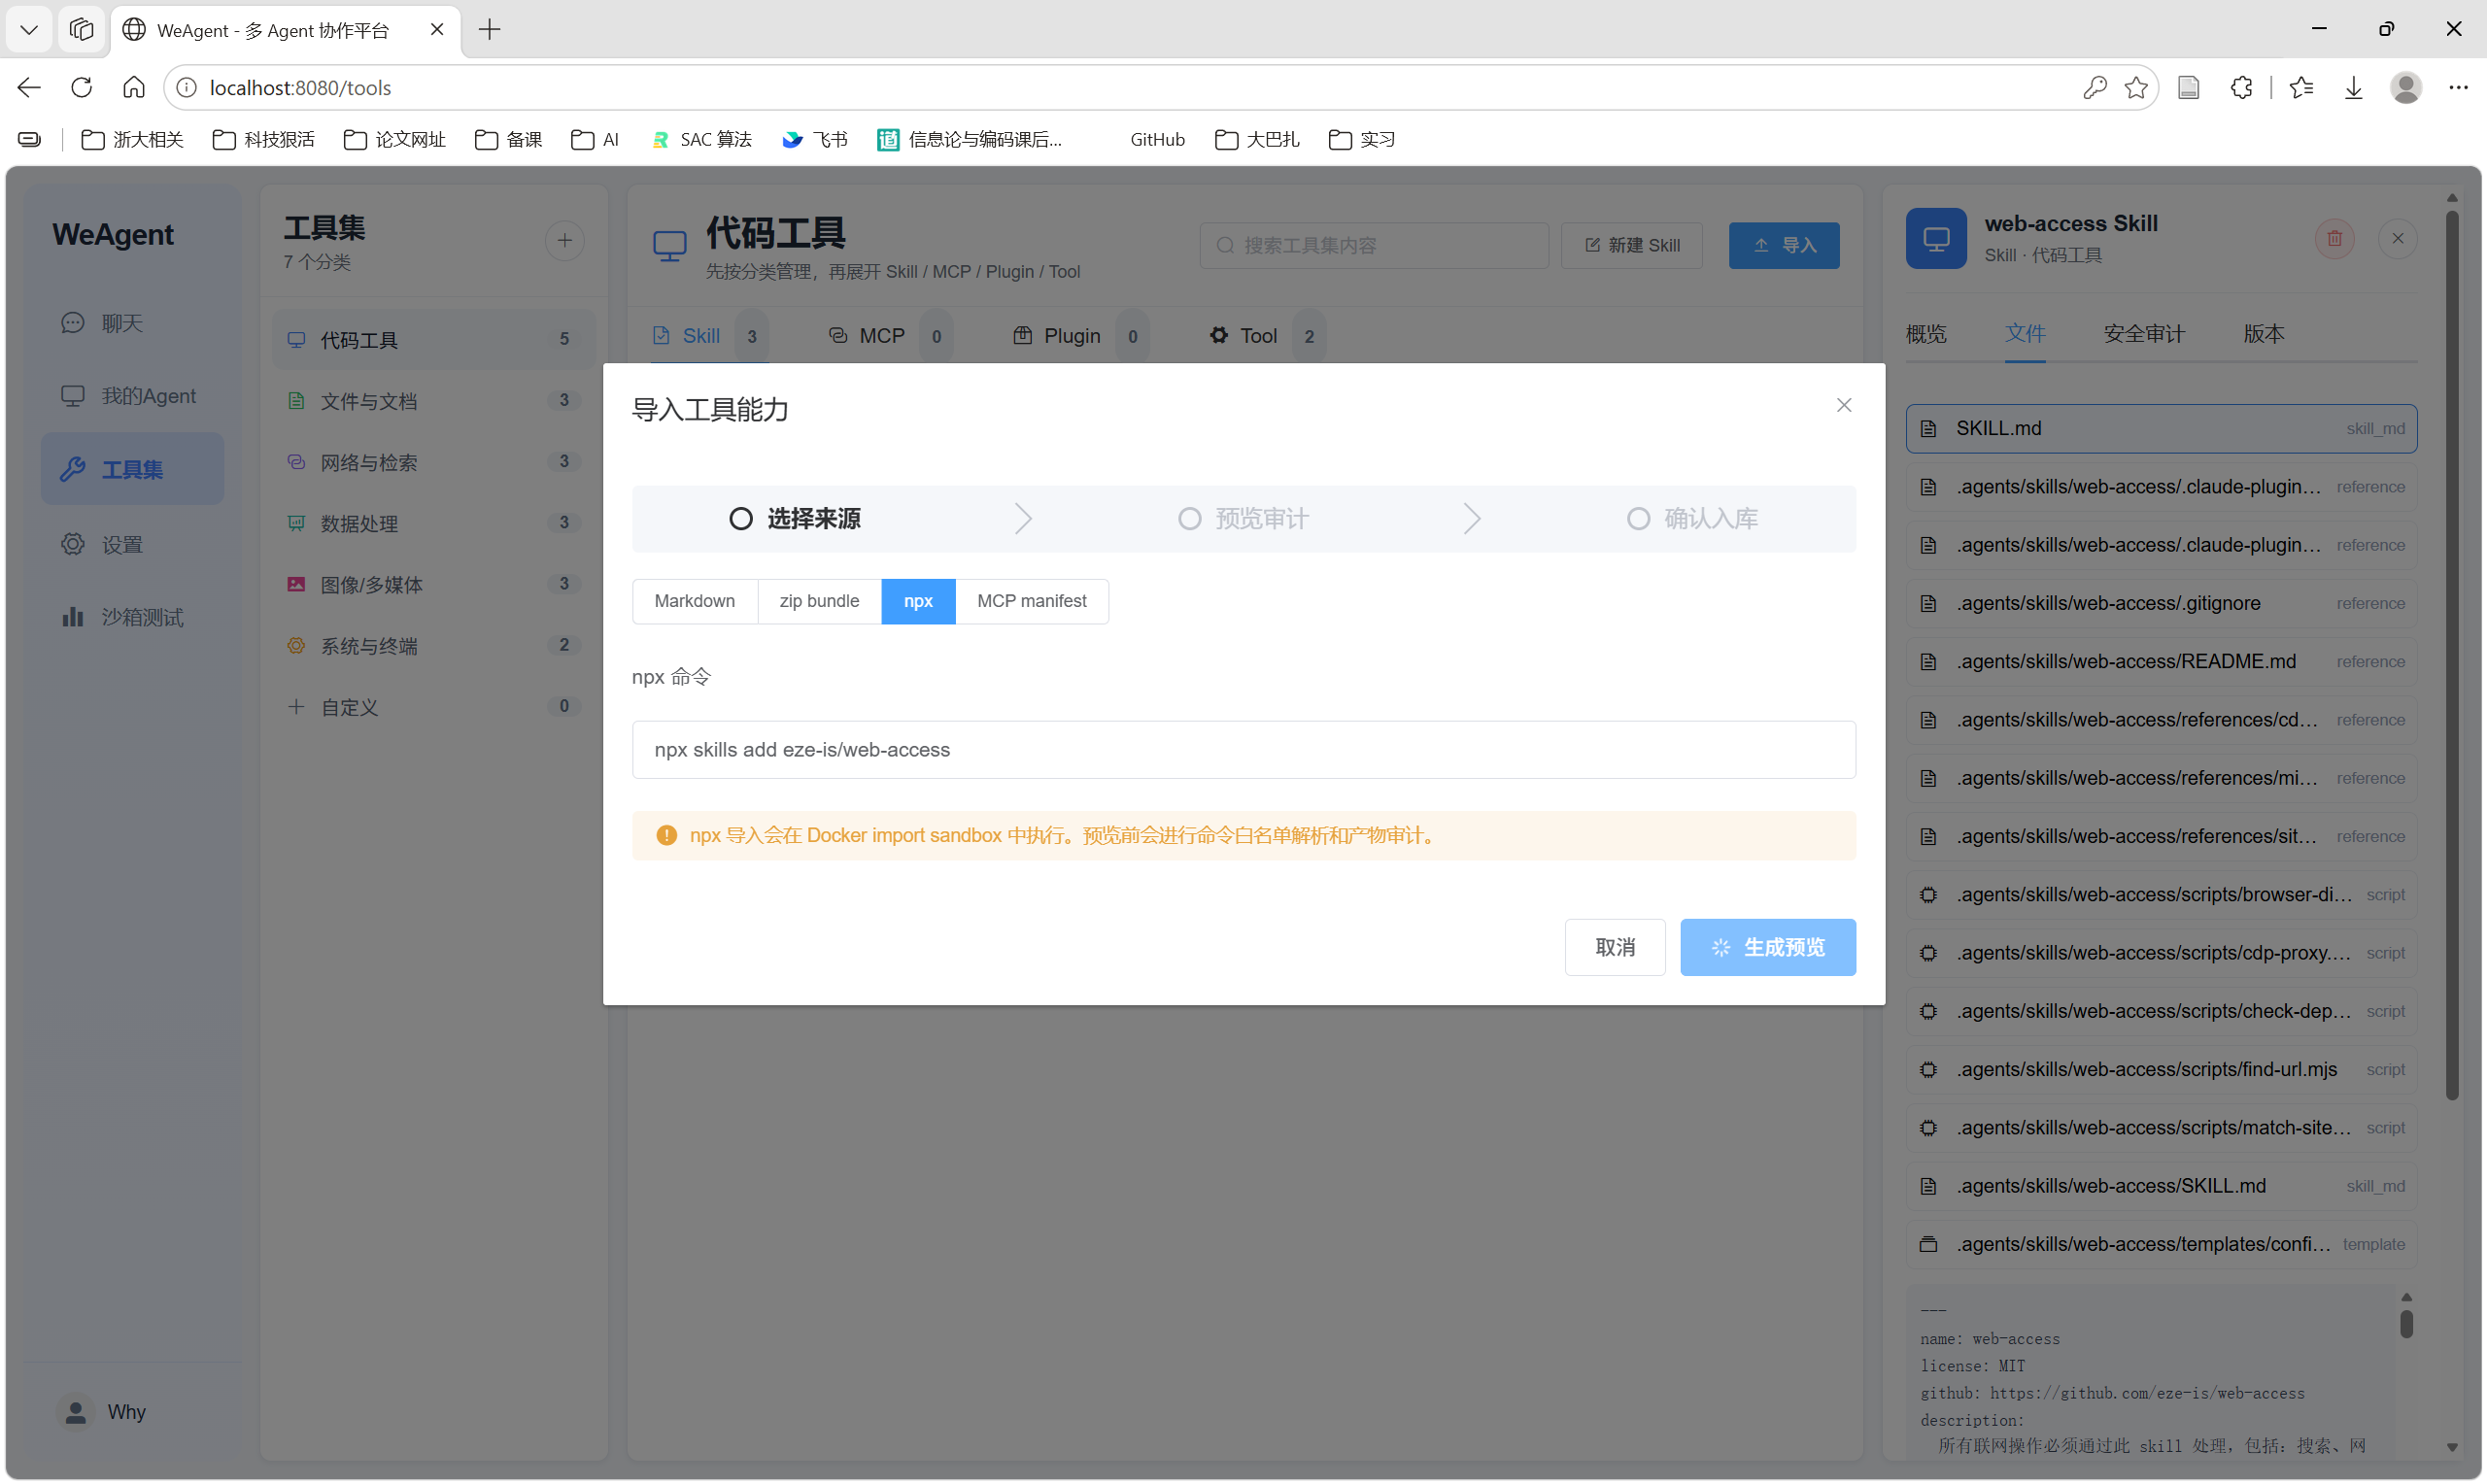 WeAgent - 多 Agent 协作平台
localhost:8080/tools
浙大相关
科技狠活
论文网址
备课
AI
SAC 算法
飞书
道
信息论与编码课后...
GitHub
大巴扎
实习
WeAgent
聊天
我的Agent
工具集
设置
沙箱测试
Why
工具集
7 个分类
代码工具 5
文件与文档 3
网络与检索 3
数据处理 3
图像/多媒体 3
系统与终端 2
自定义 0
代码工具
先按分类管理，再展开 Skill / MCP / Plugin / Tool
搜索工具集内容
新建 Skill
导入
Skill 3
MCP 0
Plugin 0
Tool 2
导入工具能力
选择来源
预览审计
确认入库
Markdown
zip bundle
npx
MCP manifest
npx 命令
npx skills add eze-is/web-access
npx 导入会在 Docker import sandbox 中执行。预览前会进行命令白名单解析和产物审计。
取消
生成预览
web-access Skill
Skill · 代码工具
概览
文件
安全审计
版本
SKILL.md skill_md
.agents/skills/web-access/.claude-plugin... reference
.agents/skills/web-access/.claude-plugin... reference
.agents/skills/web-access/.gitignore reference
.agents/skills/web-access/README.md reference
.agents/skills/web-access/references/cd... reference
.agents/skills/web-access/references/mi... reference
.agents/skills/web-access/references/sit... reference
.agents/skills/web-access/scripts/browser-di... script
.agents/skills/web-access/scripts/cdp-proxy.... script
.agents/skills/web-access/scripts/check-dep... script
.agents/skills/web-access/scripts/find-url.mjs script
.agents/skills/web-access/scripts/match-site... script
.agents/skills/web-access/SKILL.md skill_md
.agents/skills/web-access/templates/confi... template
---
name: web-access
license: MIT
github: https://github.com/eze-is/web-access
description:
所有联网操作必须通过此 skill 处理，包括：搜索、网